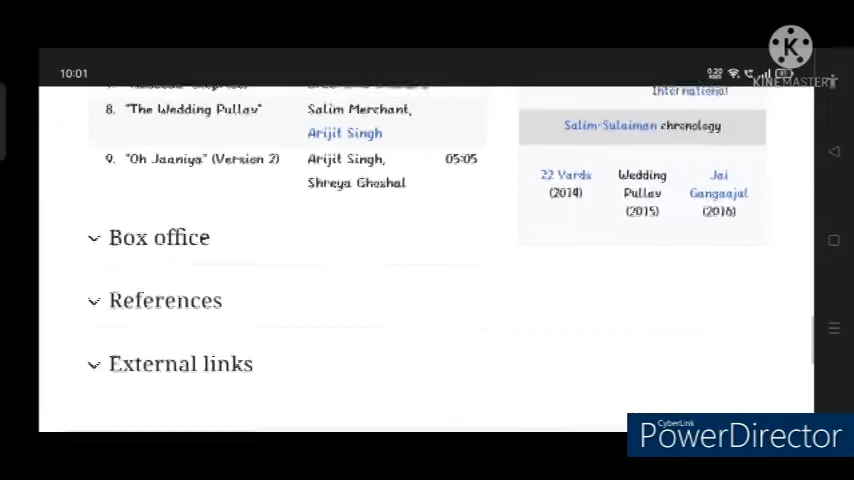 10:01
KINEMASTER
International
8. "The Wedding Pullav" Salim Merchant,
Arijit Singh
9. "Oh Jaaniya" (Version 2) Arijit Singh, 05:05
Shreya Ghoshal
Salim-Sulaiman chronology
22 Yards Wedding Jai
(2014) Pullav Gangaajal
(2015) (2016)
Box office
References
External links
CyberLink
PowerDirector